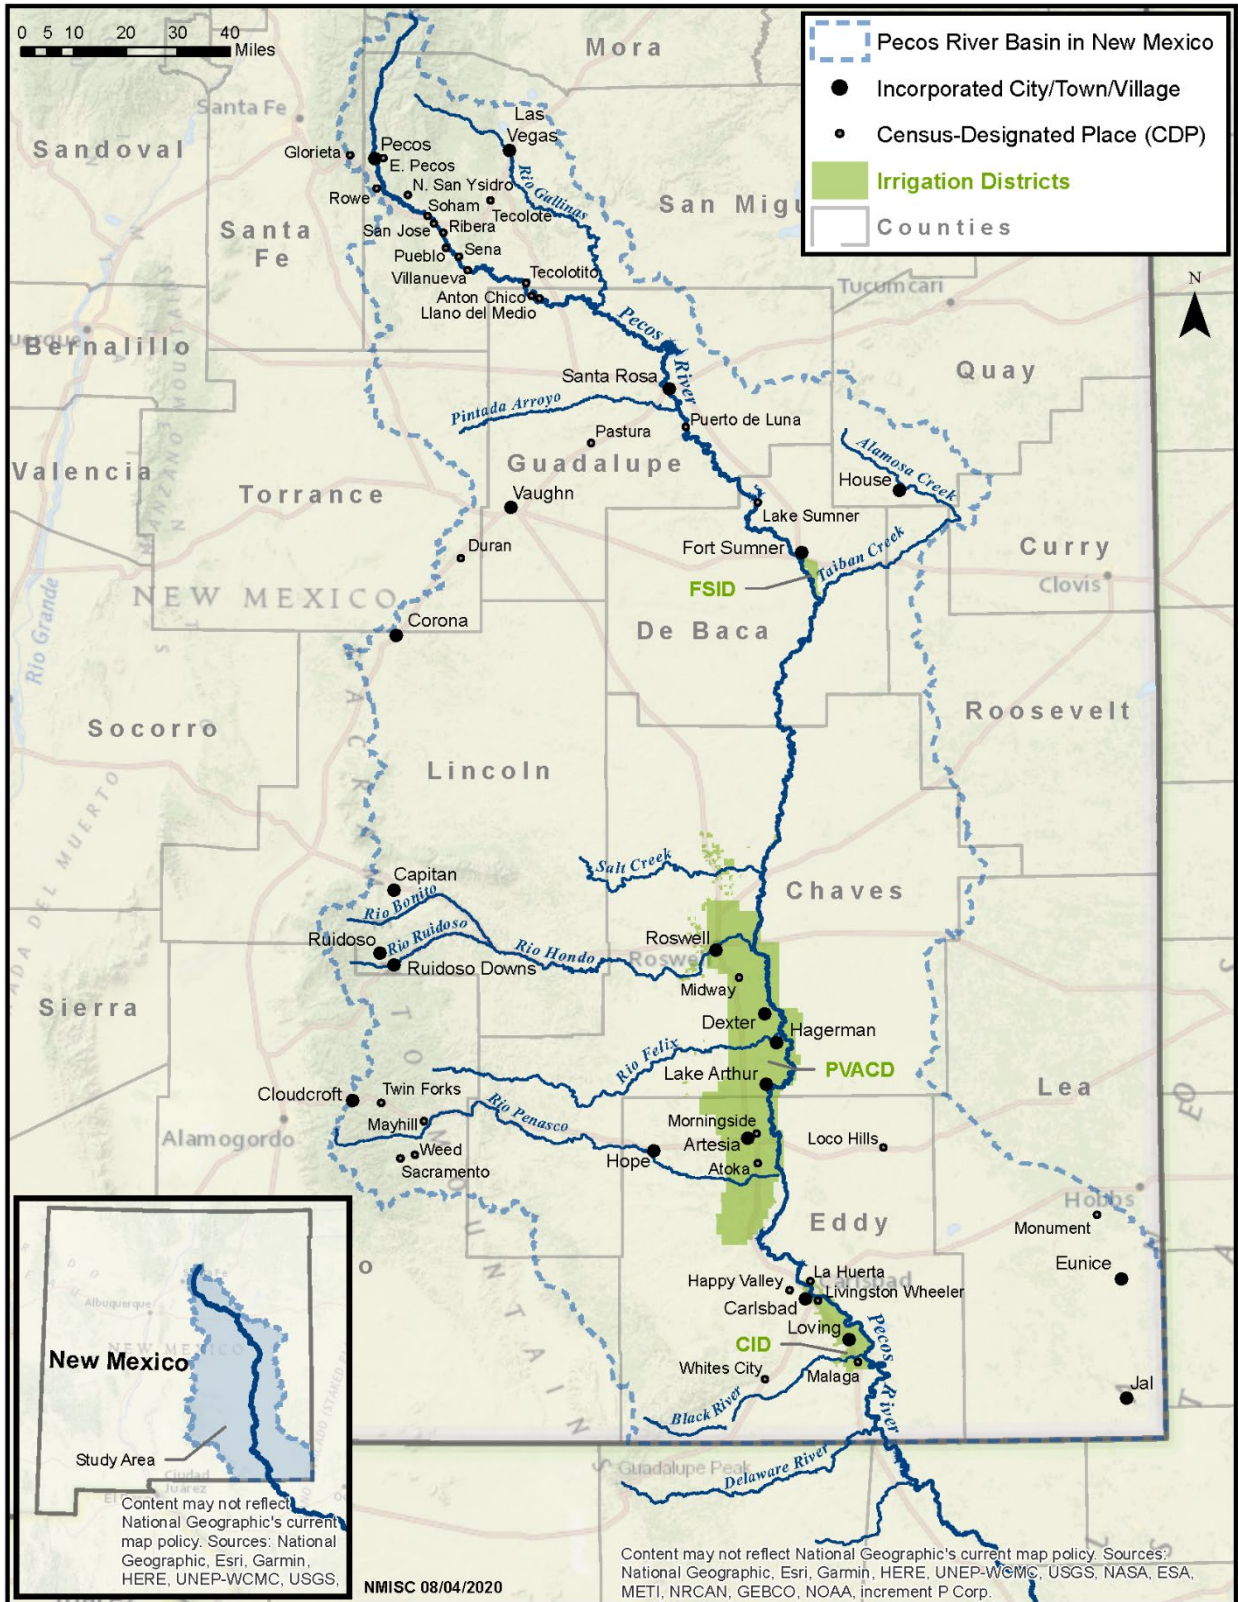 0 5 10 20 30 40
Miles
Pecos River Basin in New Mexico
Incorporated City/Town/Village
Census-Designated Place (CDP)
Irrigation Districts
Counties
N
Mora
Santa Fe
Las
Vegas
Sandoval
Glorieta
Pecos
E. Pecos
Rowe
N. San Ysidro
Rio Gallinas
San Migu
Soham
Tecolote
San Jose
Ribera
Santa
Fe
Pueblo
Sena
Villanueva
Tecolotito
Anton Chico
Llano del Medio
Tucumcari
Pecos
River
Bernalillo
Quay
Santa Rosa
Pintada Arroyo
Puerto de Luna
Pastura
Guadalupe
Alamosa Creek
House
Valencia
Torrance
MANZANO MOUNTAINS
Vaughn
Lake Sumner
Duran
Fort Sumner
Taiban Creek
Curry
Clovis
FSID
NEW MEXICO
Rio Grande
Corona
De Baca
Socorro
Roosevelt
Lincoln
Salt Creek
Capitan
Chaves
Rio Bonito
Ruidoso
Rio Ruidoso
Ruidoso Downs
Rio Hondo
Roswell
Roswe
Midway
Sierra
Dexter
Hagerman
Rio Felix
PVACD
Lake Arthur
Lea
Cloudcroft
Twin Forks
Mayhill
Rio Penasco
Morningside
Artesia
Loco Hills
Alamogordo
Weed
Sacramento
Hope
Atoka
Hobbs
Monument
Eddy
Eunice
La Huerta
Happy Valley
Carlsbad
Livingston Wheeler
Carlsbad
Loving
CID
Pecos
River
Whites City
Malaga
Black River
Jal
Guadalupe Peak
Delaware River
Albuquerque
NEW MEXICO
New Mexico
Study Area
Ciudad
Juárez
Content may not reflect
National Geographic's current
map policy. Sources: National
Geographic, Esri, Garmin,
HERE, UNEP-WCMC, USGS,
NMISC 08/04/2020
Content may not reflect National Geographic's current map policy. Sources:
National Geographic, Esri, Garmin, HERE, UNEP-WCMC, USGS, NASA, ESA,
METI, NRCAN, GEBCO, NOAA, increment P Corp.